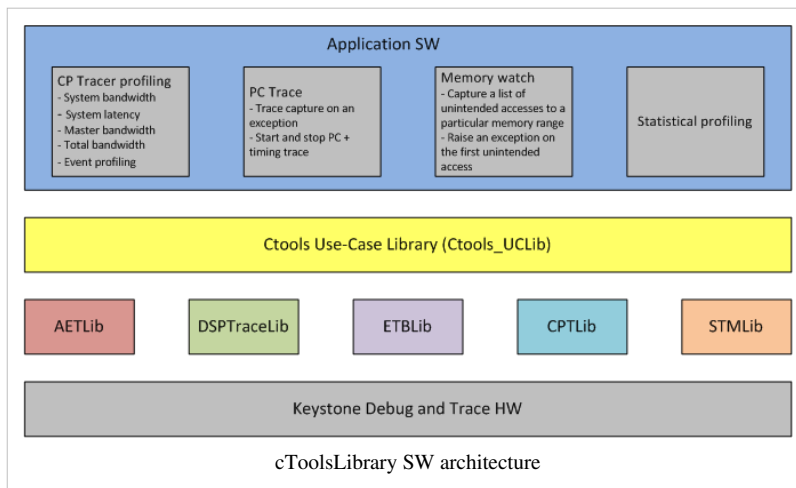 Application SW
CP Tracer profiling
- System bandwidth
- System latency
- Master bandwidth
- Total bandwidth
- Event profiling
PC Trace
- Trace capture on an
exception
- Start and stop PC +
timing trace
Memory watch
- Capture a list of
unintended accesses to a
particular memory range
- Raise an exception on
the first unintended
access
Statistical profiling
Ctools Use-Case Library (Ctools_UCLib)
AETLib
DSPTraceLib
ETBLib
CPTLib
STMLib
Keystone Debug and Trace HW
cToolsLibrary SW architecture